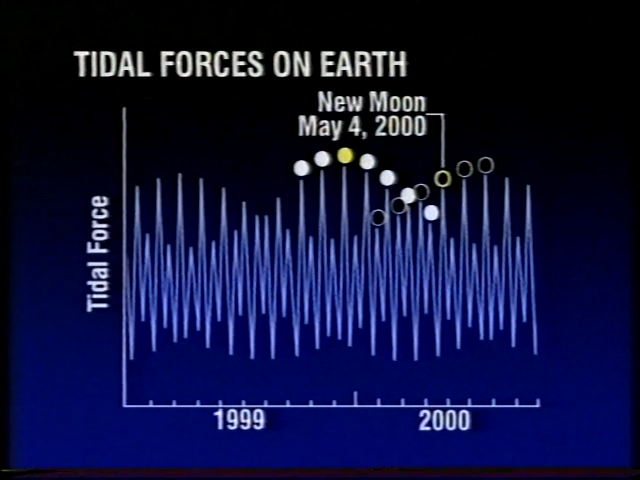 TIDAL FORCES ON EARTH
New Moon
May 4, 2000
Tidal Force
1999
2000